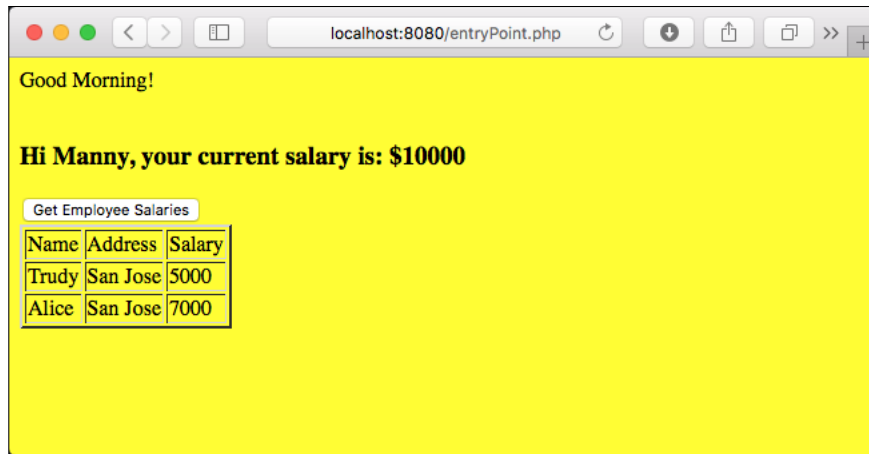 localhost:8080/entryPoint.php
Good Morning!
Hi Manny, your current salary is: $10000
Get Employee Salaries
Name Address Salary
Trudy San Jose 5000
Alice San Jose 7000